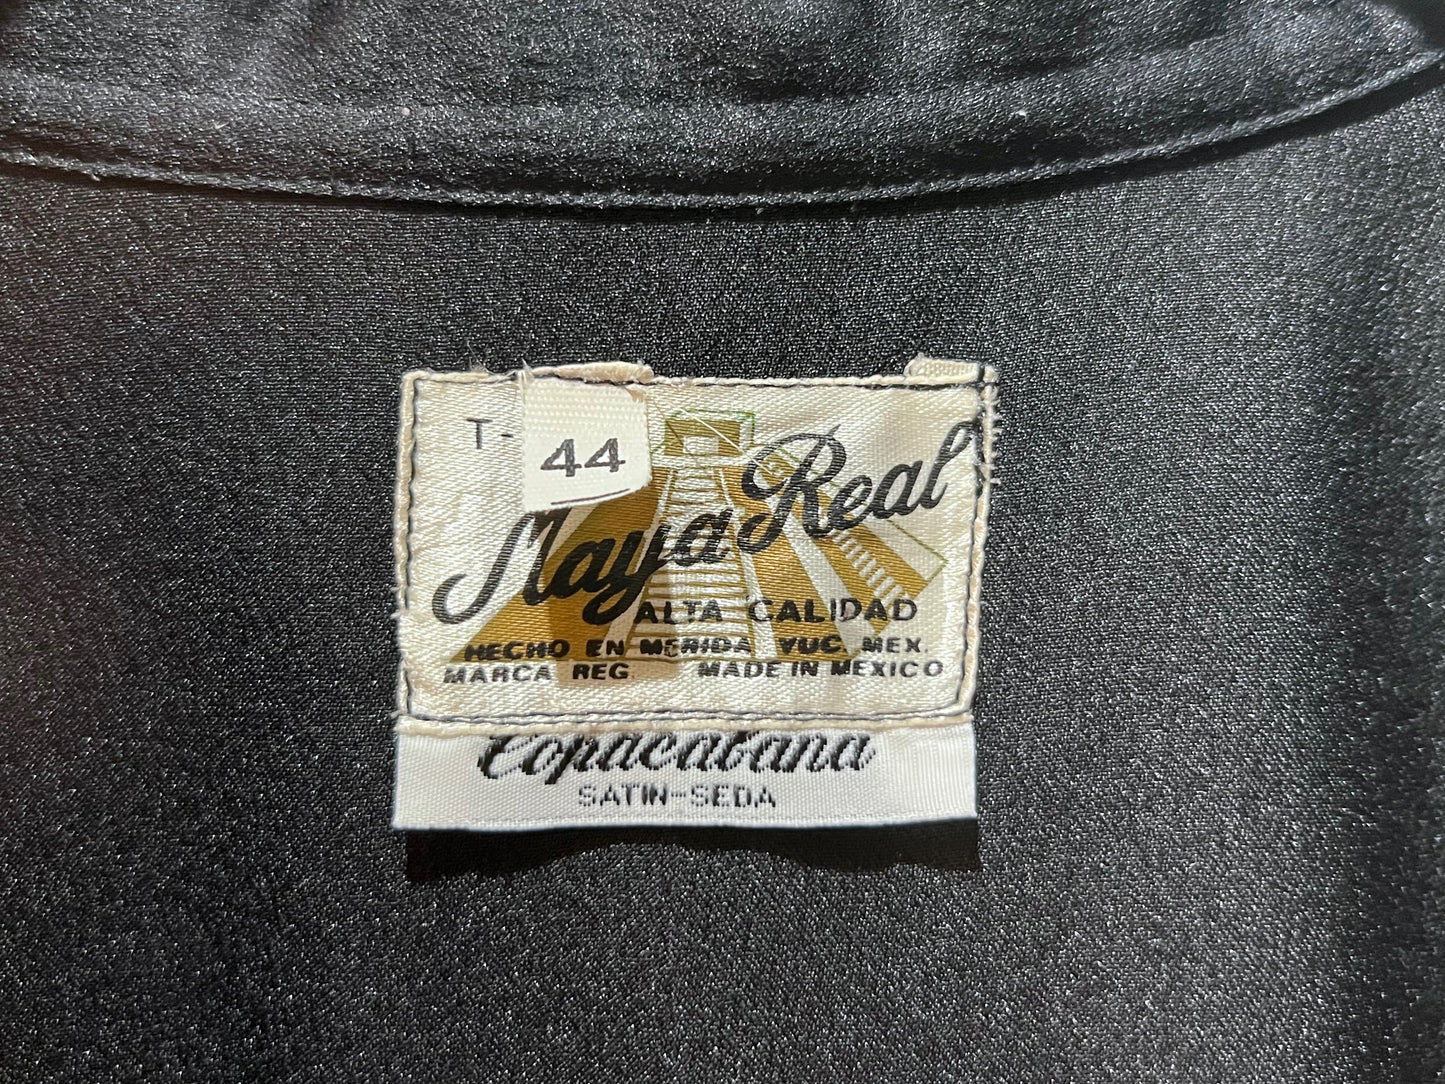 T- 44
Maya Real
ALTA CALIDAD
HECHO EN MERIDA YUC. MEX.
MARCA REG. MADE IN MEXICO
Copacabana
SATIN-SEDA